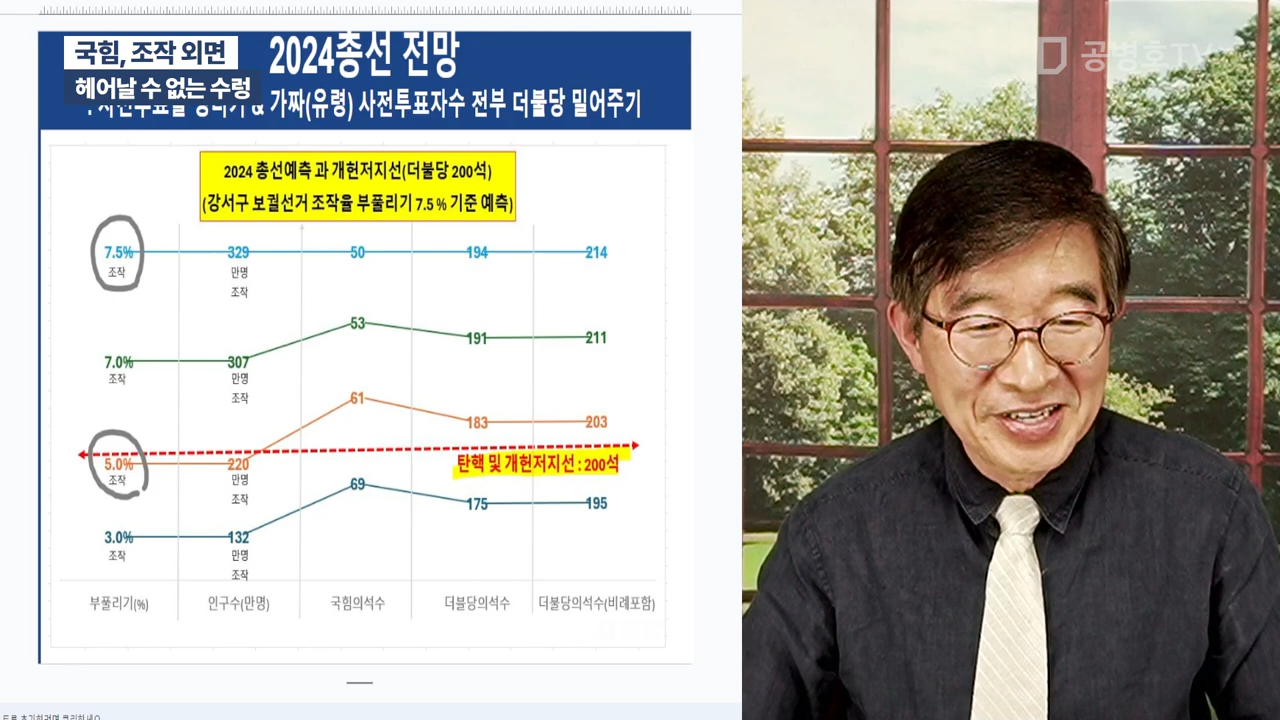 국힘, 조작 외면
헤어날 수 없는 수렁
2024총선 전망
& 가짜(유령) 사전투표자수 전부 더불당 밀어주기
공병호TV
2024 총선예측 과 개헌저지선(더불당 200석)
(강서구 보궐선거 조작율 부풀리기 7.5 % 기준 예측)
7.5% 329 50 194 214
조작 만명
조작
53
191 211
7.0% 307
조작 만명
조작
61
183 203
5.0% 220
탄핵 및 개헌저지선 : 200석
조작 만명
조작
69
175 195
3.0% 132
조작 만명
조작
부풀리기(%) 인구수(만명) 국힘의석수 더블당의석수 더불당의석수(비례포함)